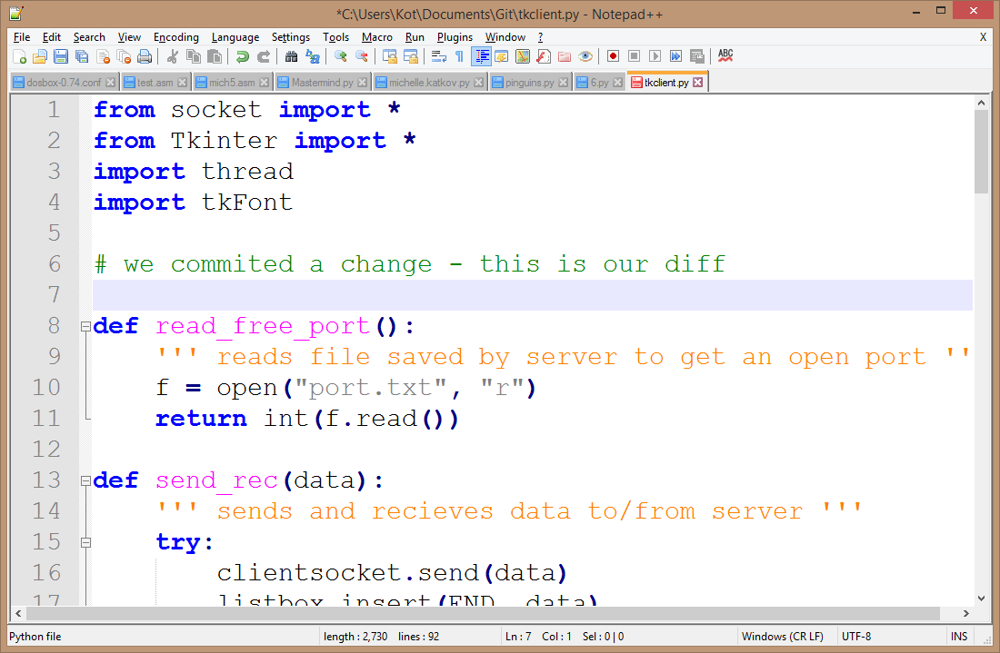 *C:\Users\Kot\Documents\Git\tkclient.py - Notepad++
File Edit Search View Encoding Language Settings Tools Macro Run Plugins Window ? X
ABC
dosbox-0.74.conf test.asm mich5.asm Mastermind.py michelle.katkov.py pinguins.py 6.py tkclient.py
1 from socket import *
2 from Tkinter import *
3 import thread
4 import tkFont
5
6 # we commited a change - this is our diff
7
8 def read_free_port():
9 ''' reads file saved by server to get an open port ''
10 f = open("port.txt", "r")
11 return int(f.read())
12
13 def send_rec(data):
14 ''' sends and recieves data to/from server '''
15 try:
16 clientsocket.send(data)
17 listbox.insert(END, data)
Python file length : 2,730 lines : 92 Ln : 7 Col : 1 Sel : 0 | 0 Windows (CR LF) UTF-8 INS